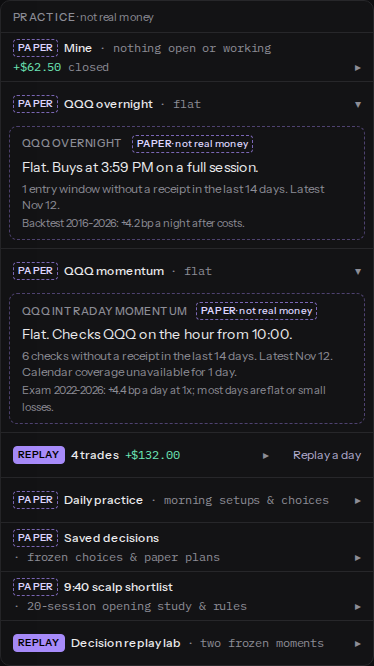 PRACTICE · not real money
PAPER Mine · nothing open or working
+$62.50 closed ▸
PAPER QQQ overnight · flat ▾
QQQ OVERNIGHT PAPER · not real money
Flat. Buys at 3:59 PM on a full session.
1 entry window without a receipt in the last 14 days. Latest
Nov 12.
Backtest 2016–2026: +4.2 bp a night after costs.
PAPER QQQ momentum · flat ▾
QQQ INTRADAY MOMENTUM PAPER · not real money
Flat. Checks QQQ on the hour from 10:00.
6 checks without a receipt in the last 14 days. Latest Nov 12.
Calendar coverage unavailable for 1 day.
Exam 2022–2026: +4.4 bp a day at 1x; most days are flat or small
losses.
REPLAY 4 trades +$132.00 ▸ Replay a day
PAPER Daily practice · morning setups & choices ▸
PAPER Saved decisions
· frozen choices & paper plans ▸
PAPER 9:40 scalp shortlist
· 20-session opening study & rules ▸
REPLAY Decision replay lab · two frozen moments ▸